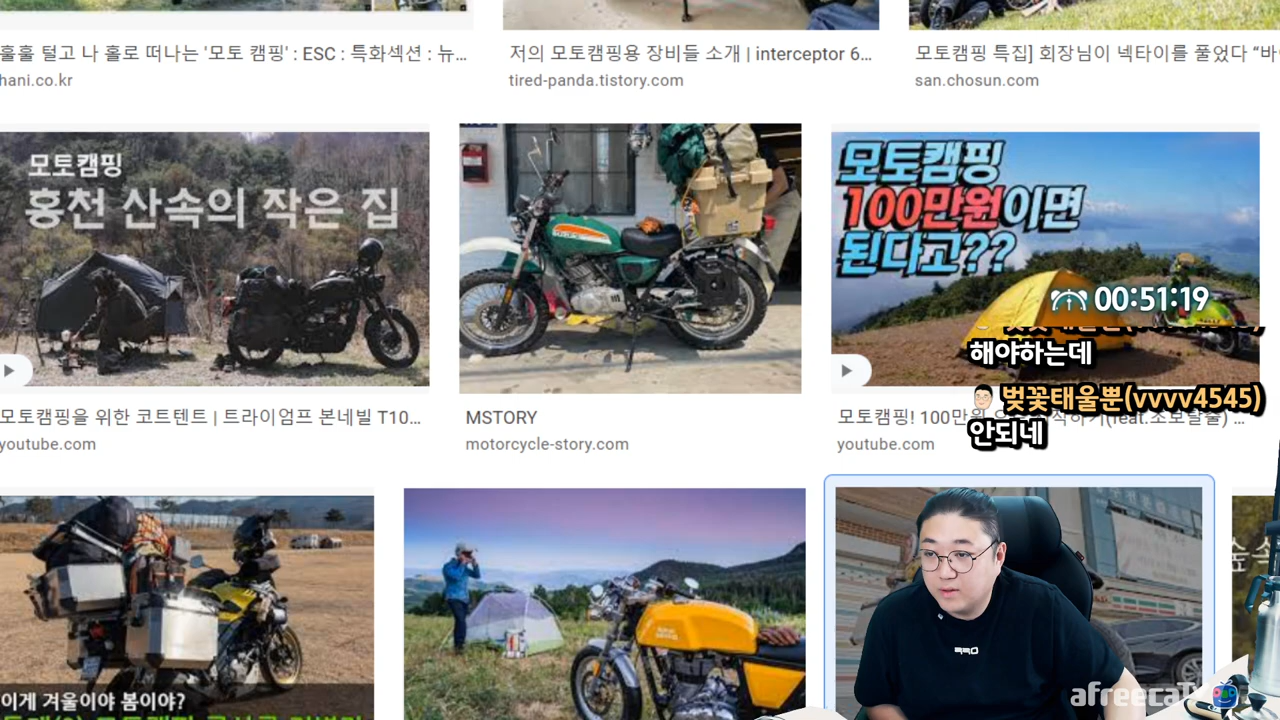 훌훌 털고 나 홀로 떠나는 '모토 캠핑' : ESC : 특화섹션 : 뉴...
hani.co.kr
저의 모토캠핑용 장비들 소개 | interceptor 6...
tired-panda.tistory.com
모토캠핑 특집] 회장님이 넥타이를 풀었다 “바
san.chosun.com
모토캠핑
홍천 산속의 작은 집
모토캠핑
100만원이면
된다고??
00:51:19
해야하는데
벚꽃태울뿐(vvvv4545)
안되네
모토캠핑을 위한 코트텐트 | 트라이엄프 본네빌 T10...
youtube.com
MSTORY
motorcycle-story.com
모토캠핑! 100만원
youtube.com
이게 겨울이야 봄이야?
afreecaTV